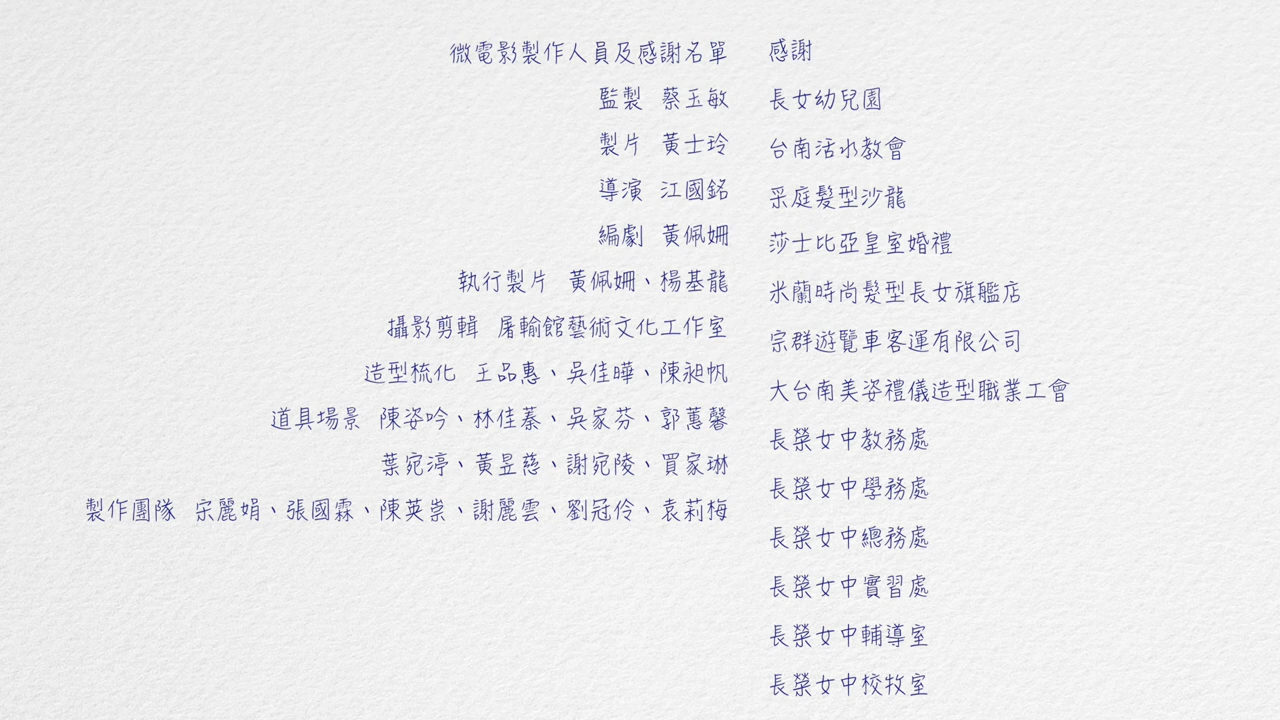 微電影製作人員及感謝名單
監製 蔡玉敏
製片 黃士玲
導演 江國銘
編劇 黃佩姍
執行製片 黃佩姍、楊基龍
攝影剪輯 屠輸館藝術文化工作室
造型梳化 王品惠、吳佳曄、陳昶帆
道具場景 陳姿吟、林佳蓁、吳家芬、郭蕙馨
葉宛渟、黃昱慈、謝宛陵、買家琳
製作團隊 宋麗娟、張國霖、陳英崇、謝麗雲、劉冠伶、袁莉梅
感謝
長女幼兒園
台南活水教會
采庭髮型沙龍
莎士比亞皇室婚禮
米蘭時尚髮型長女旗艦店
宗群遊覽車客運有限公司
大台南美姿禮儀造型職業工會
長榮女中教務處
長榮女中學務處
長榮女中總務處
長榮女中實習處
長榮女中輔導室
長榮女中校牧室